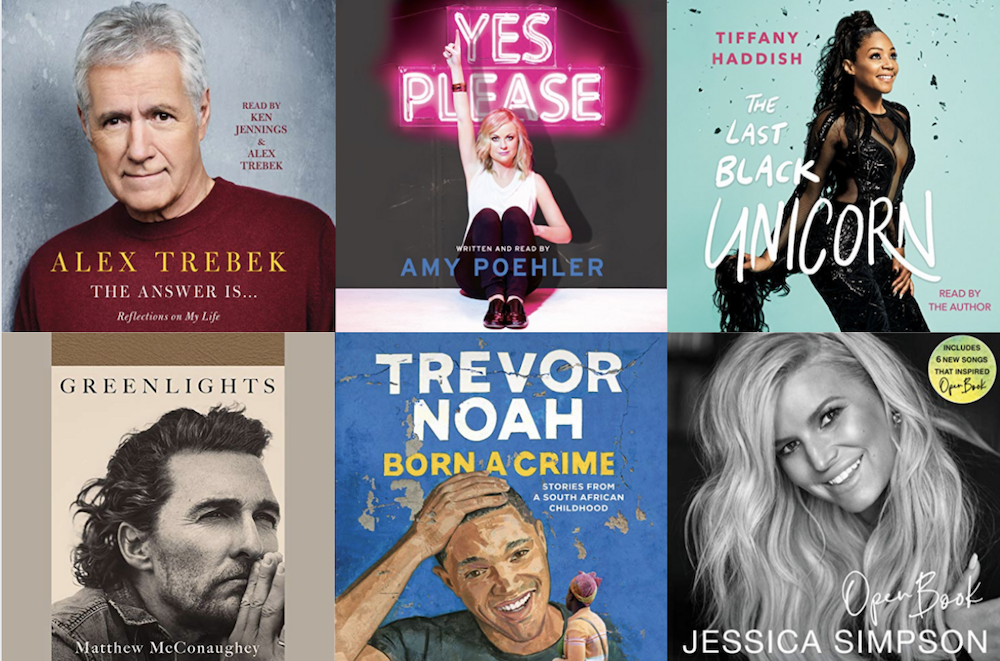 READ BY
KEN
JENNINGS
&
ALEX
TREBEK
ALEX TREBEK
THE ANSWER IS...
Reflections on My Life
YES
PLEASE
WRITTEN AND READ BY
AMY POEHLER
TIFFANY
HADDISH
THE
LAST
BLACK
UNICORN
READ BY
THE AUTHOR
GREENLIGHTS
Matthew McConaughey
TREVOR
NOAH
BORN A CRIME
STORIES FROM
A SOUTH AFRICAN
CHILDHOOD
INCLUDES
6 NEW SONGS
THAT INSPIRED
Open Book
Open Book
JESSICA SIMPSON